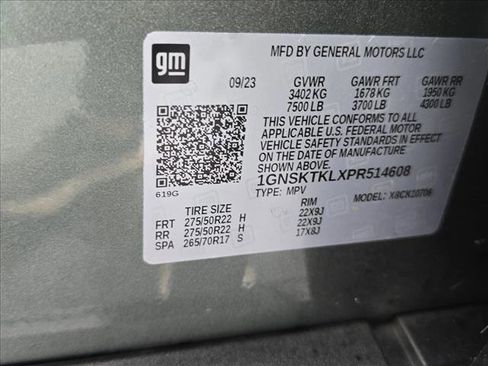 gm
MFD BY GENERAL MOTORS LLC
09/23 GVWR GAWR FRT GAWR RR
3402 KG 1678 KG 1950 KG
7500 LB 3700 LB 4300 LB
THIS VEHICLE CONFORMS TO ALL
APPLICABLE U.S. FEDERAL MOTOR
VEHICLE SAFETY STANDARDS IN EFFECT
ON THE DATE OF MANUFACTURE
SHOWN ABOVE.
1GNSKTKLXPR514608
TYPE: MPV MODEL: X8CK10706
619G
TIRE SIZE RIM
FRT 275/50R22 H 22X9J
RR 275/50R22 H 22X9J
SPA 265/70R17 S 17X8J